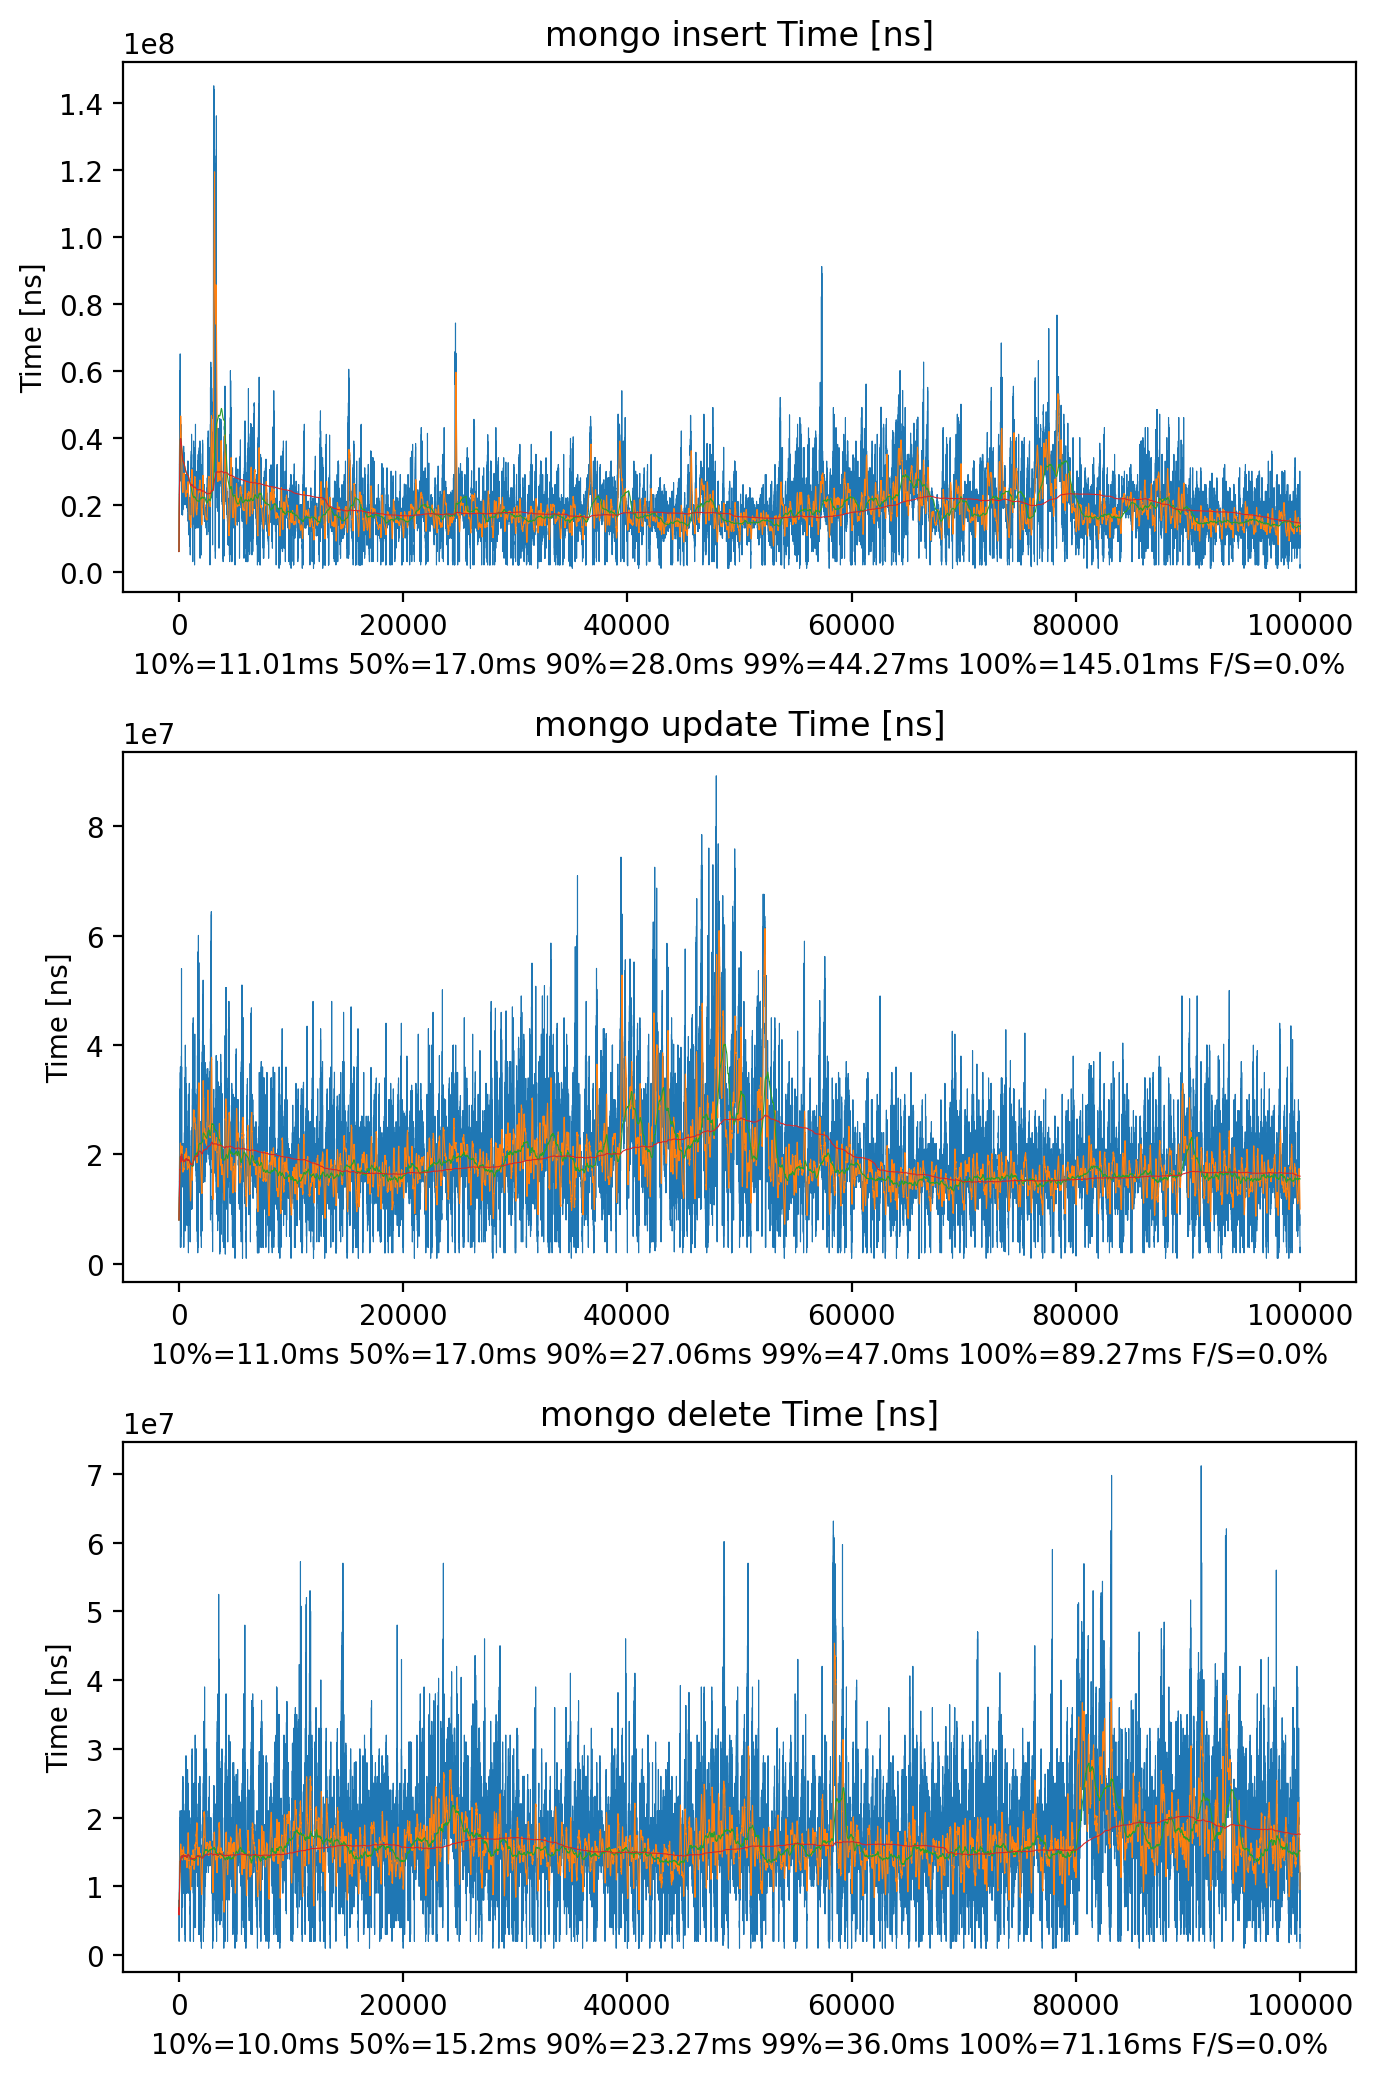 mongo insert Time [ns]
1e8
1.4
1.2
1.0
0.8
0.6
0.4
0.2
0.0
Time [ns]
0 20000 40000 60000 80000 100000
10%=11.01ms 50%=17.0ms 90%=28.0ms 99%=44.27ms 100%=145.01ms F/S=0.0%
mongo update Time [ns]
1e7
8
6
4
2
0
Time [ns]
0 20000 40000 60000 80000 100000
10%=11.0ms 50%=17.0ms 90%=27.06ms 99%=47.0ms 100%=89.27ms F/S=0.0%
mongo delete Time [ns]
1e7
7
6
5
4
3
2
1
0
Time [ns]
0 20000 40000 60000 80000 100000
10%=10.0ms 50%=15.2ms 90%=23.27ms 99%=36.0ms 100%=71.16ms F/S=0.0%